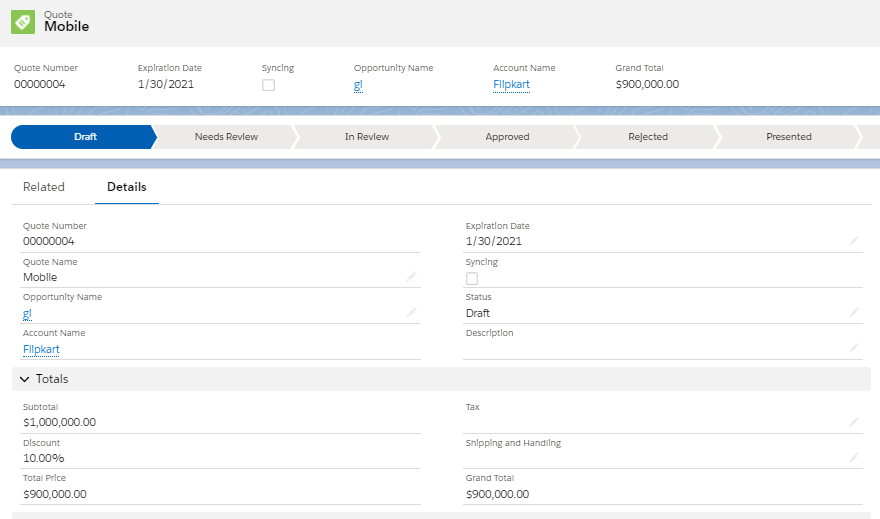 Quote
Mobile
Quote Number
Expiration Date
Syncing
Opportunity Name
Account Name
Grand Total
00000004
1/30/2021
gl
Flipkart
$900,000.00
Draft
Needs Review
In Review
Approved
Rejected
Presented
Related
Details
Quote Number
00000004
Expiration Date
1/30/2021
Quote Name
Mobile
Syncing
Opportunity Name
gl
Status
Draft
Account Name
Flipkart
Description
Totals
Subtotal
$1,000,000.00
Tax
Discount
10.00%
Shipping and Handling
Total Price
$900,000.00
Grand Total
$900,000.00